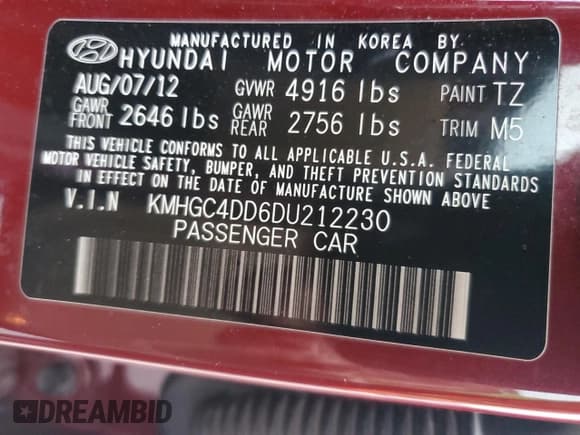 MANUFACTURED IN KOREA BY
HYUNDAI MOTOR COMPANY
AUG/07/12 GVWR 4916 lbs PAINT TZ
GAWR FRONT 2646 lbs GAWR REAR 2756 lbs TRIM M5
THIS VEHICLE CONFORMS TO ALL APPLICABLE U.S.A. FEDERAL
MOTOR VEHICLE SAFETY, BUMPER, AND THEFT PREVENTION STANDARDS
IN EFFECT ON THE DATE OF MANUFACTURE SHOWN ABOVE
V.I.N KMHGC4DD6DU212230
PASSENGER CAR
DREAMBID